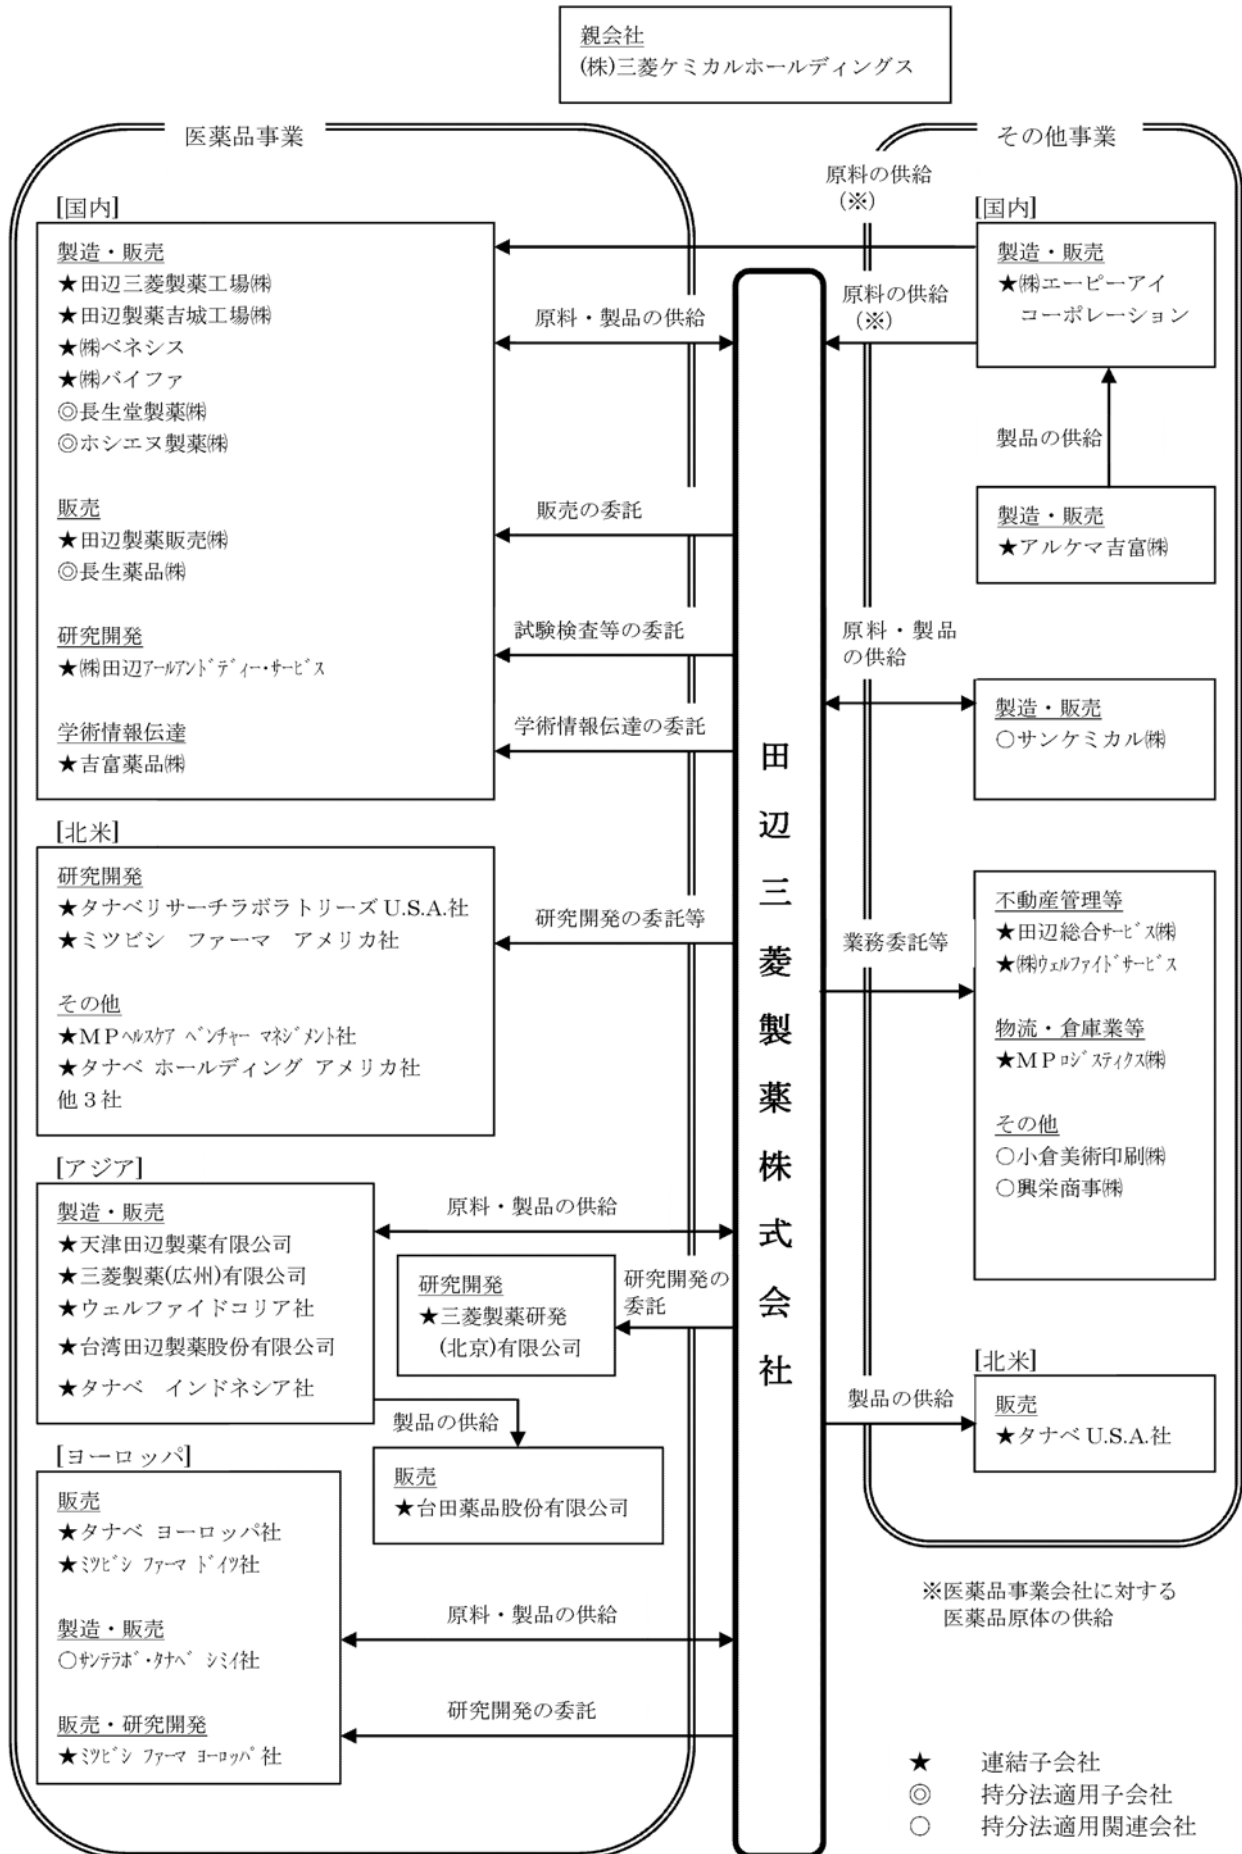 親会社
(株)三菱ケミカルホールディングス
医薬品事業
[国内]
製造・販売
★田辺三菱製薬工場㈱
★田辺製薬吉城工場㈱
★㈱ベネシス
★㈱バイファ
◎長生堂製薬㈱
◎ホシエヌ製薬㈱
販売
★田辺製薬販売㈱
◎長生薬品㈱
研究開発
★㈱田辺ｱｰﾙｱﾝﾄﾞﾃﾞｨｰ･ｻｰﾋﾞｽ
学術情報伝達
★吉富薬品㈱
原料・製品の供給
販売の委託
試験検査等の委託
学術情報伝達の委託
[北米]
研究開発
★タナベリサーチラボラトリーズ U.S.A.社
★ミツビシ　ファーマ　アメリカ社
その他
★ＭＰﾍﾙｽｹｱ ﾍﾞﾝﾁｬｰ ﾏﾈｼﾞﾒﾝﾄ社
★タナベ ホールディング アメリカ社
他３社
研究開発の委託等
[アジア]
製造・販売
★天津田辺製薬有限公司
★三菱製薬(広州)有限公司
★ウェルファイドコリア社
★台湾田辺製薬股份有限公司
★タナベ　インドネシア社
原料・製品の供給
研究開発
★三菱製薬研発
(北京)有限公司
研究開発の
委託
製品の供給
販売
★台田薬品股份有限公司
[ヨーロッパ]
販売
★タナベ ヨーロッパ社
★ﾐﾂﾋﾞｼ ﾌｧｰﾏ ﾄﾞｲﾂ社
製造・販売
○ｻﾝﾃﾗﾎﾞ･ﾀﾅﾍﾞ ｼﾐｲ社
販売・研究開発
★ﾐﾂﾋﾞｼ ﾌｧｰﾏ ﾖｰﾛｯﾊﾟ社
原料・製品の供給
研究開発の委託
田辺三菱製薬株式会社
その他事業
原料の供給
(※)
原料の供給
(※)
[国内]
製造・販売
★㈱エーピーアイ
コーポレーション
製品の供給
製造・販売
★アルケマ吉富㈱
原料・製品
の供給
製造・販売
○サンケミカル㈱
業務委託等
不動産管理等
★田辺総合ｻｰﾋﾞｽ㈱
★㈱ｳｪﾙﾌｧｲﾄﾞｻｰﾋﾞｽ
物流・倉庫業等
★ＭＰﾛｼﾞｽﾃｨｸｽ㈱
その他
○小倉美術印刷㈱
○興栄商事㈱
[北米]
製品の供給
販売
★タナベ U.S.A.社
※医薬品事業会社に対する
医薬品原体の供給
★　連結子会社
◎　持分法適用子会社
○　持分法適用関連会社